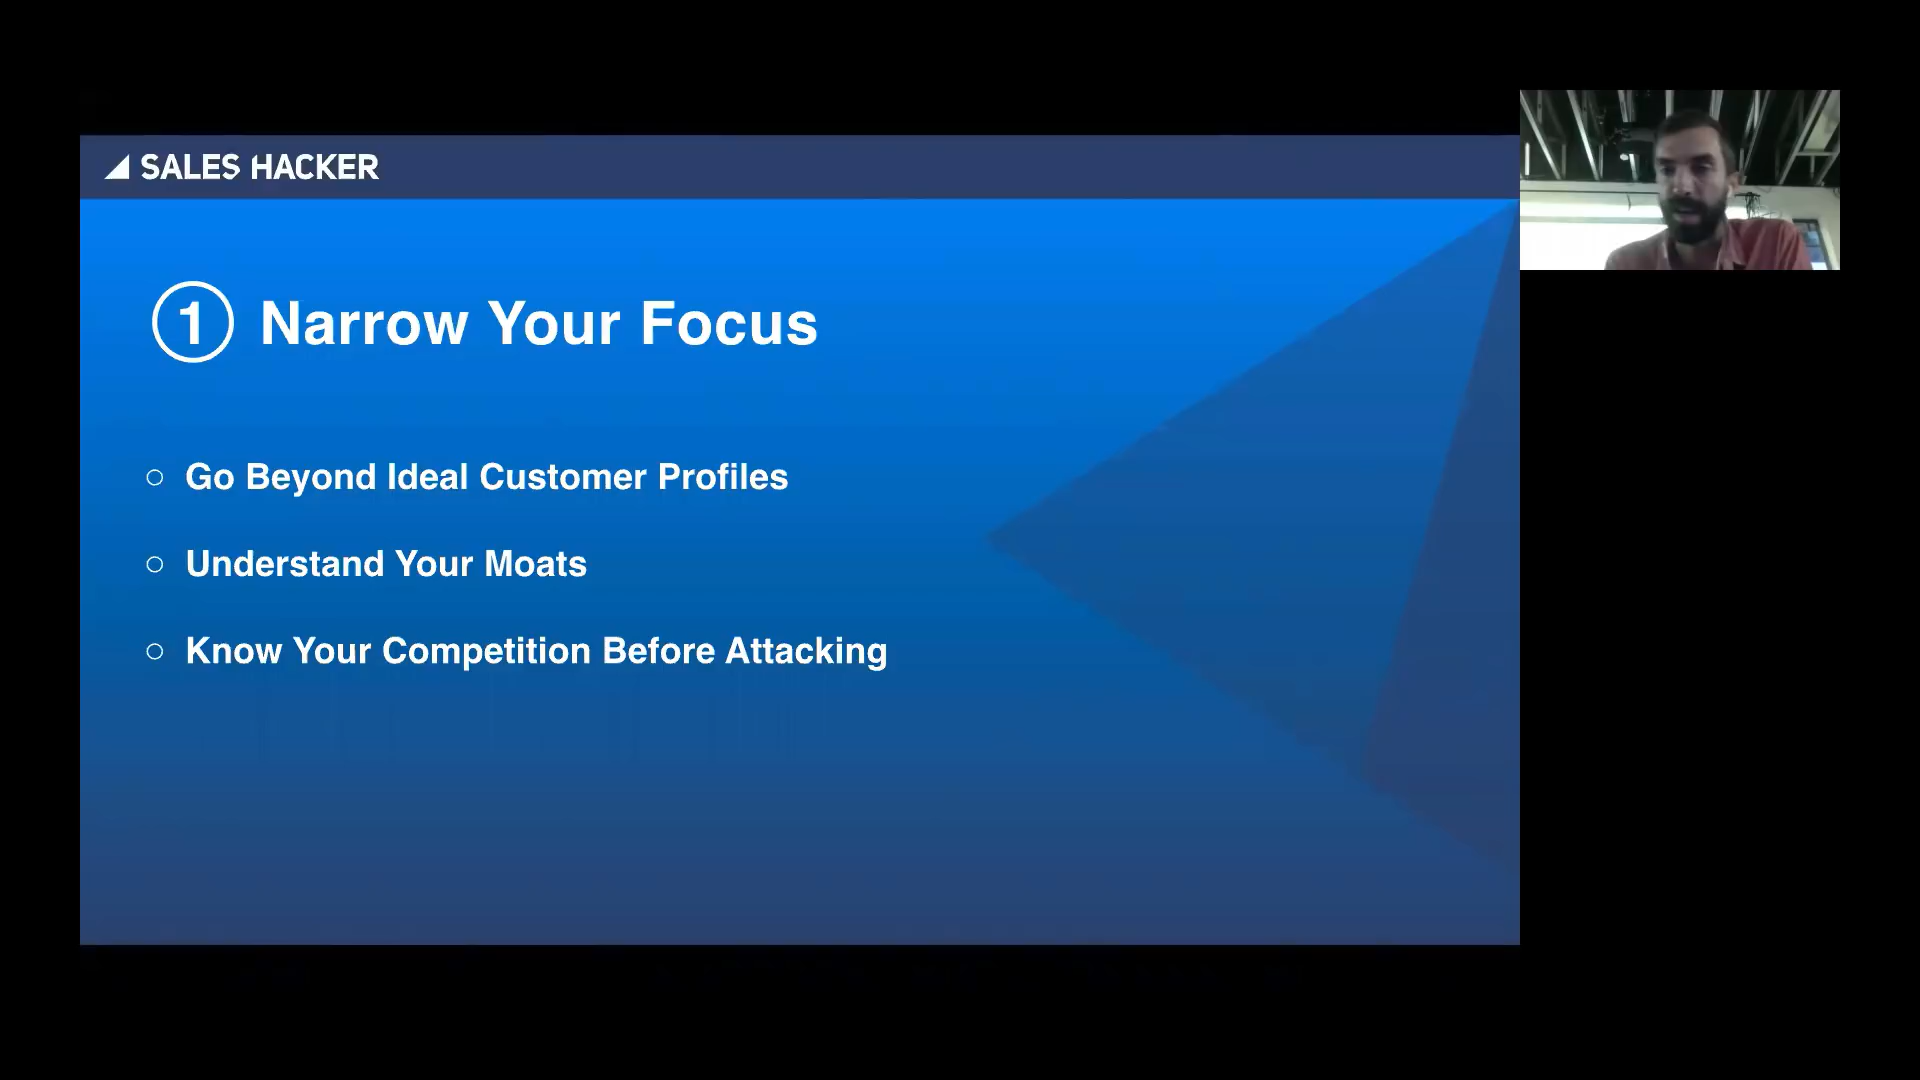 SALES HACKER
1 Narrow Your Focus
Go Beyond Ideal Customer Profiles
Understand Your Moats
Know Your Competition Before Attacking